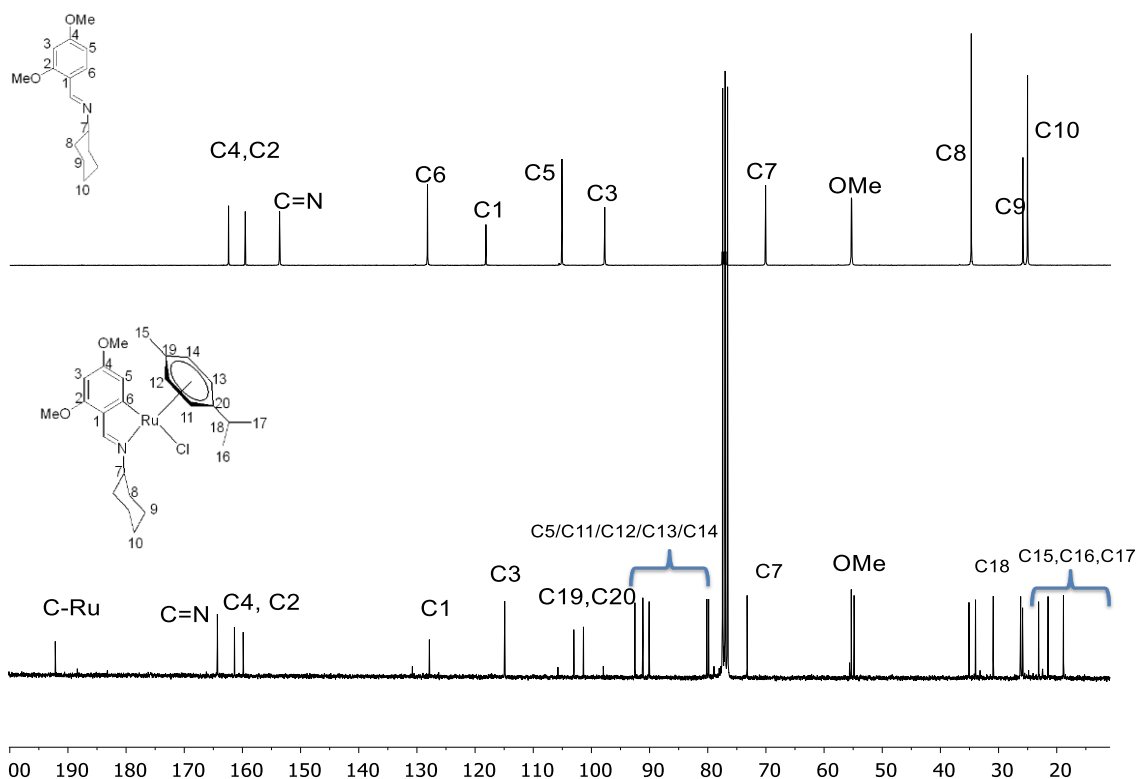 OMe
4
3
5
2
6
MeO
1
N
7
8
9
10
C4,C2
C=N
C6
C1
C5
C3
C7
OMe
C8
C9
C10
15
OMe
19
14
4
3
5
12
13
2
6
20
MeO
11
1
Ru
18
17
N
Cl
16
7
8
9
10
C-Ru
C=N
C4, C2
C1
C3
C19,C20
C5/C11/C12/C13/C14
C7
OMe
C18
C15,C16,C17
00 190 180 170 160 150 140 130 120 110 100 90 80 70 60 50 40 30 20 10